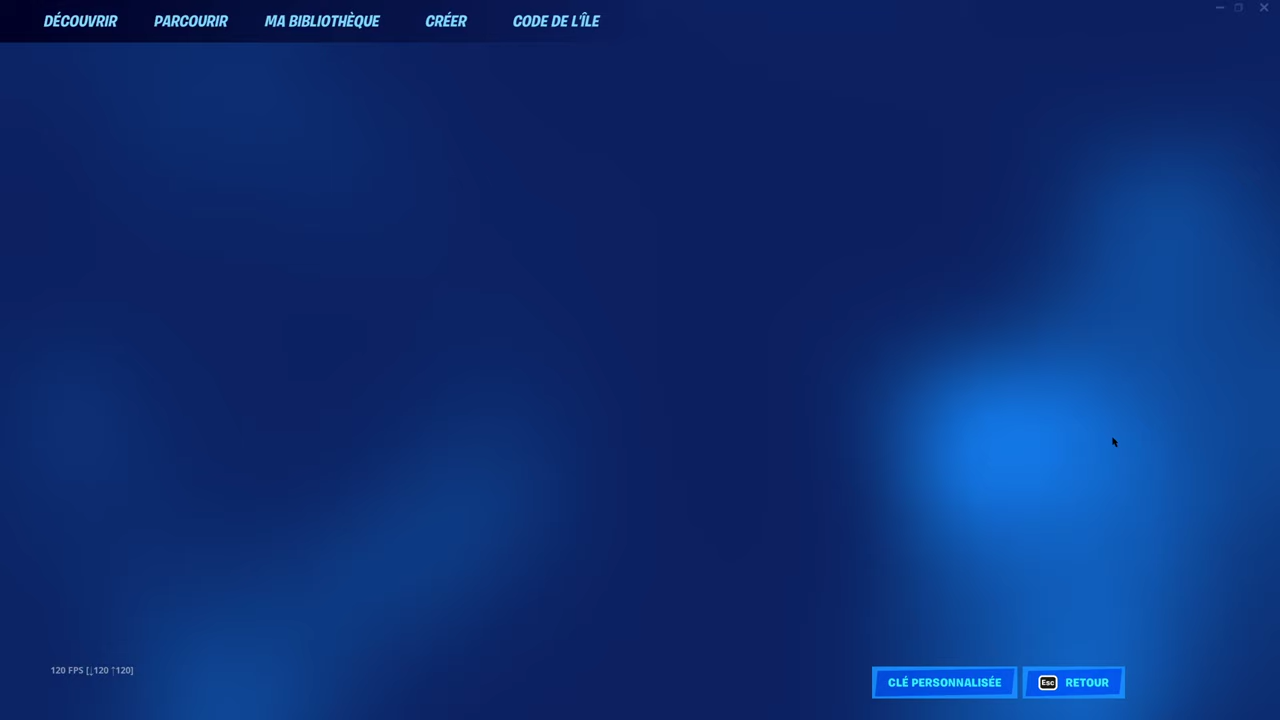 DÉCOUVRIR PARCOURIR MA BIBLIOTHÈQUE CRÉER CODE DE L'ÎLE
120 FPS [↓120 ↑120]
CLÉ PERSONNALISÉE Esc RETOUR